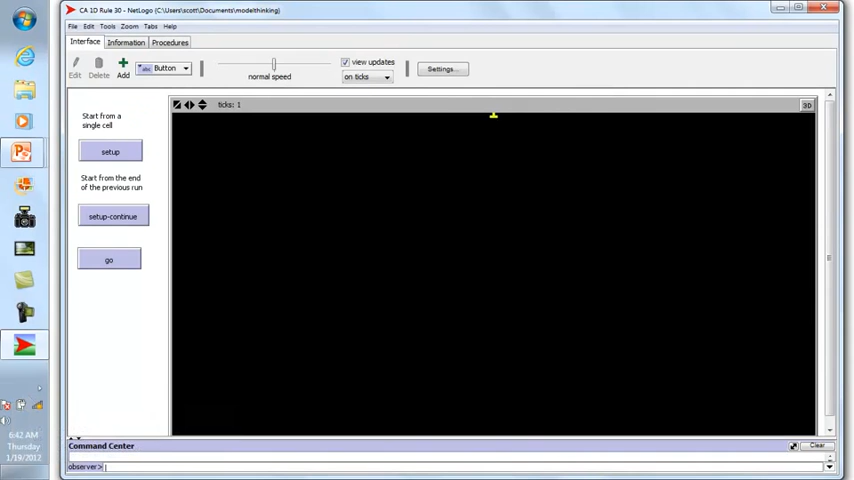 CA 1D Rule 30 - NetLogo {C:\Users\scott\Documents\modelthinking}
File Edit Tools Zoom Tabs Help
Interface Information Procedures
Edit Delete Add
abc Button
normal speed
view updates
on ticks
Settings...
ticks: 1
3D
Start from a
single cell
setup
Start from the end
of the previous run
setup-continue
go
Command Center
Clear
observer>
6:42 AM
Thursday
1/19/2012